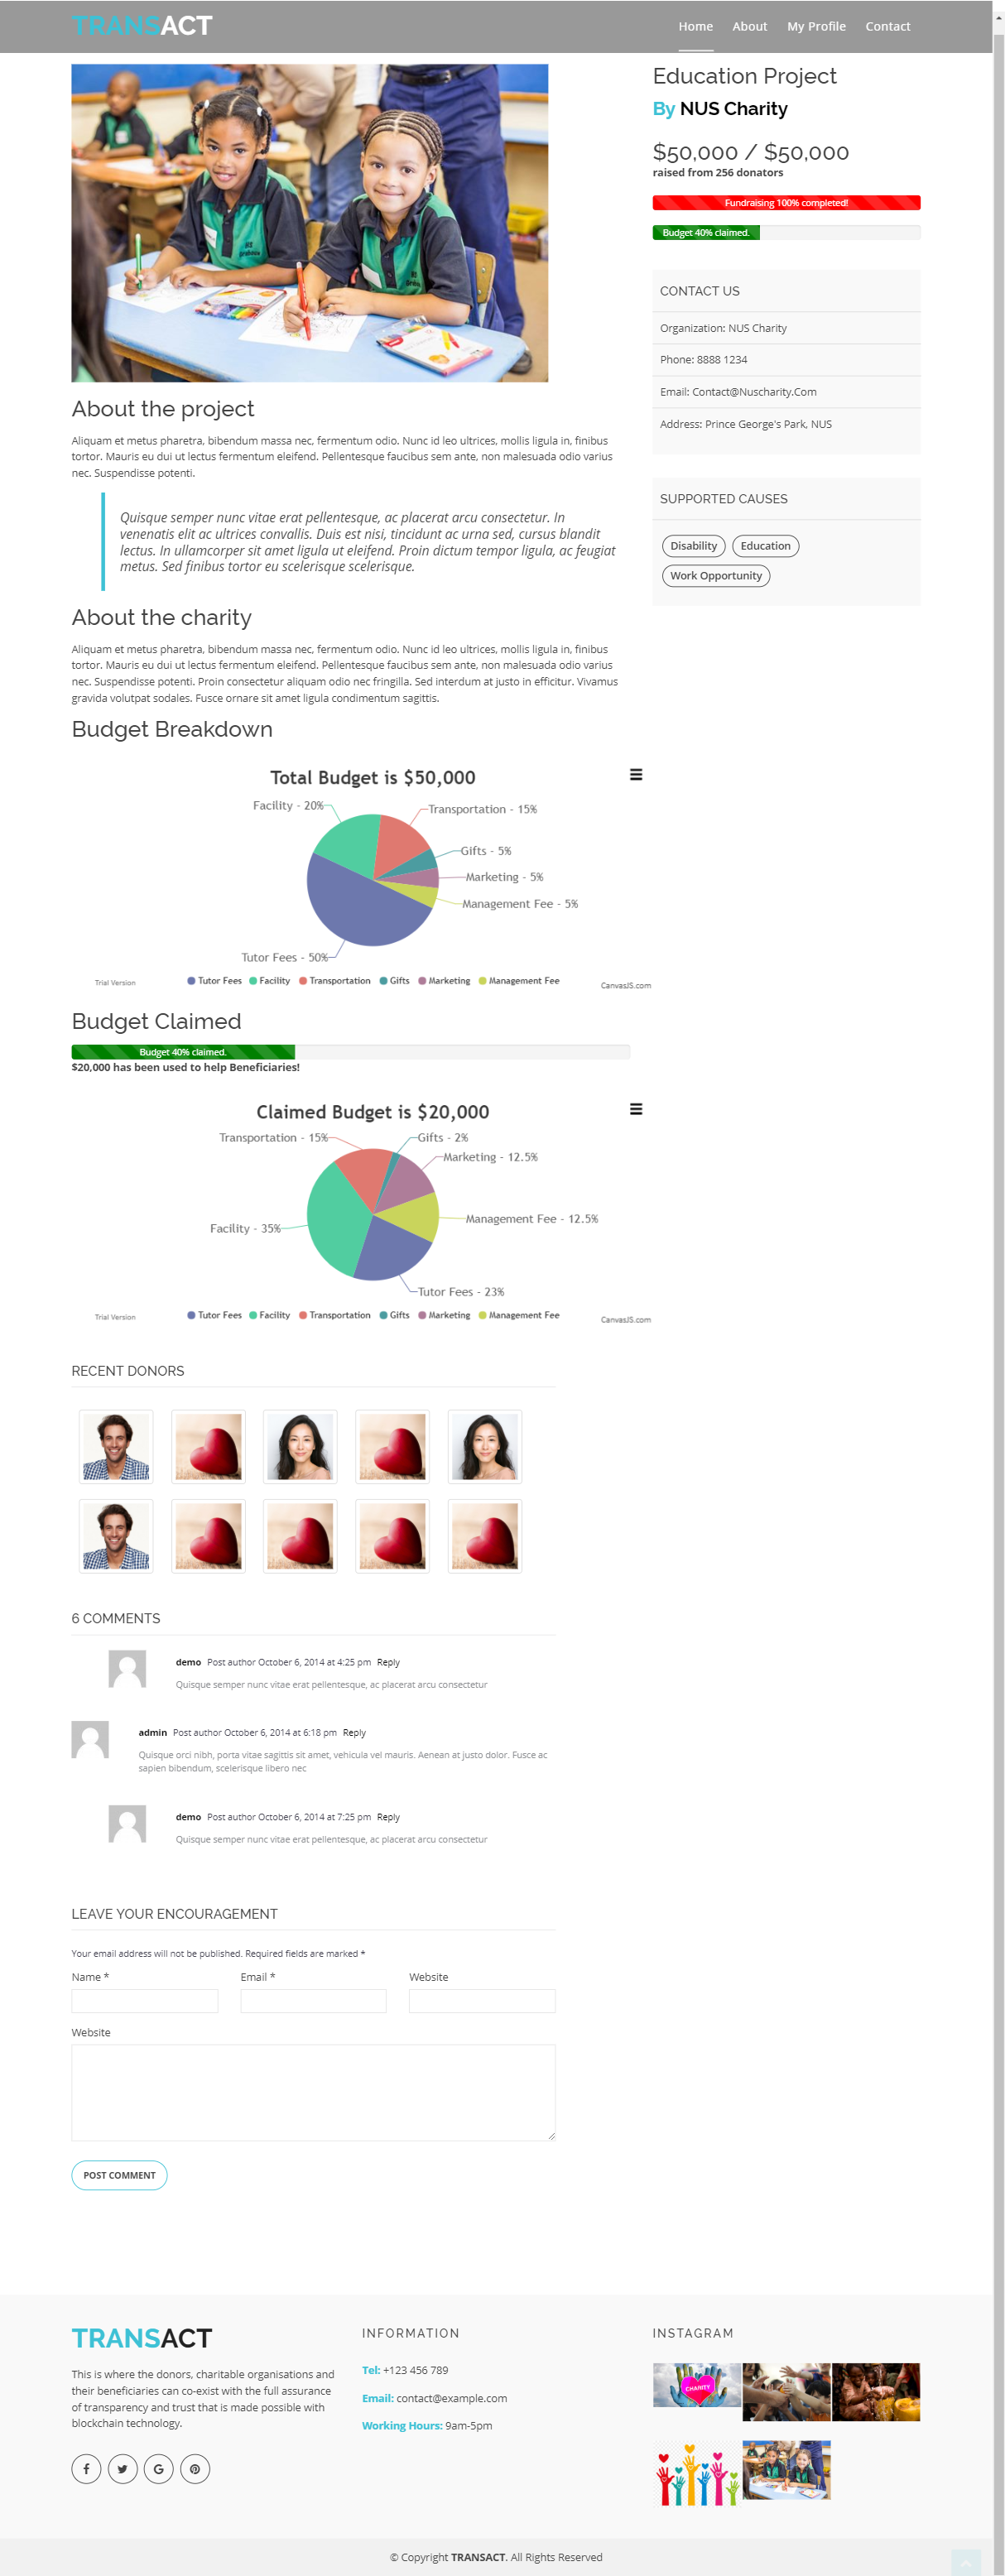 TRANSACT
Home
About
My Profile
Contact
Education Project
By NUS Charity
$50,000 / $50,000
raised from 256 donators
Fundraising 100% completed!
Budget 40% claimed.
CONTACT US
Organization: NUS Charity
Phone: 8888 1234
Email: Contact@Nuscharity.Com
Address: Prince George's Park, NUS
SUPPORTED CAUSES
Disability
Education
Work Opportunity
About the project
Aliquam et metus pharetra, bibendum massa nec, fermentum odio. Nunc id leo ultrices, mollis ligula in, finibus
tortor. Mauris eu dui ut lectus fermentum eleifend. Pellentesque faucibus sem ante, non malesuada odio varius
nec. Suspendisse potenti.
Quisque semper nunc vitae erat pellentesque, ac placerat arcu consectetur. In
venenatis elit ac ultrices convallis. Duis est nisi, tincidunt ac urna sed, cursus blandit
lectus. In ullamcorper sit amet ligula ut eleifend. Proin dictum tempor ligula, ac feugiat
metus. Sed finibus tortor eu scelerisque scelerisque.
About the charity
Aliquam et metus pharetra, bibendum massa nec, fermentum odio. Nunc id leo ultrices, mollis ligula in, finibus
tortor. Mauris eu dui ut lectus fermentum eleifend. Pellentesque faucibus sem ante, non malesuada odio varius
nec. Suspendisse potenti. Proin consectetur aliquam odio nec fringilla. Sed interdum at justo in efficitur. Vivamus
gravida volutpat sodales. Fusce ornare sit amet ligula condimentum sagittis.
Budget Breakdown
Total Budget is $50,000
Facility - 20%
Transportation - 15%
Gifts - 5%
Marketing - 5%
Management Fee - 5%
Tutor Fees - 50%
Tutor Fees
Facility
Transportation
Gifts
Marketing
Management Fee
Trial Version
CanvasJS.com
Budget Claimed
Budget 40% claimed.
$20,000 has been used to help Beneficiaries!
Claimed Budget is $20,000
Transportation - 15%
Gifts - 2%
Marketing - 12.5%
Management Fee - 12.5%
Facility - 35%
Tutor Fees - 23%
Tutor Fees
Facility
Transportation
Gifts
Marketing
Management Fee
Trial Version
CanvasJS.com
RECENT DONORS
6 COMMENTS
demo Post author October 6, 2014 at 4:25 pm Reply
Quisque semper nunc vitae erat pellentesque, ac placerat arcu consectetur
admin Post author October 6, 2014 at 6:18 pm Reply
Quisque orci nibh, porta vitae sagittis sit amet, vehicula vel mauris. Aenean at justo dolor. Fusce ac
sapien bibendum, scelerisque libero nec
demo Post author October 6, 2014 at 7:25 pm Reply
Quisque semper nunc vitae erat pellentesque, ac placerat arcu consectetur
LEAVE YOUR ENCOURAGEMENT
Your email address will not be published. Required fields are marked *
Name *
Email *
Website
Website
POST COMMENT
TRANSACT
This is where the donors, charitable organisations and
their beneficiaries can co-exist with the full assurance
of transparency and trust that is made possible with
blockchain technology.
INFORMATION
Tel: +123 456 789
Email: contact@example.com
Working Hours: 9am-5pm
INSTAGRAM
CHARITY
© Copyright TRANSACT. All Rights Reserved